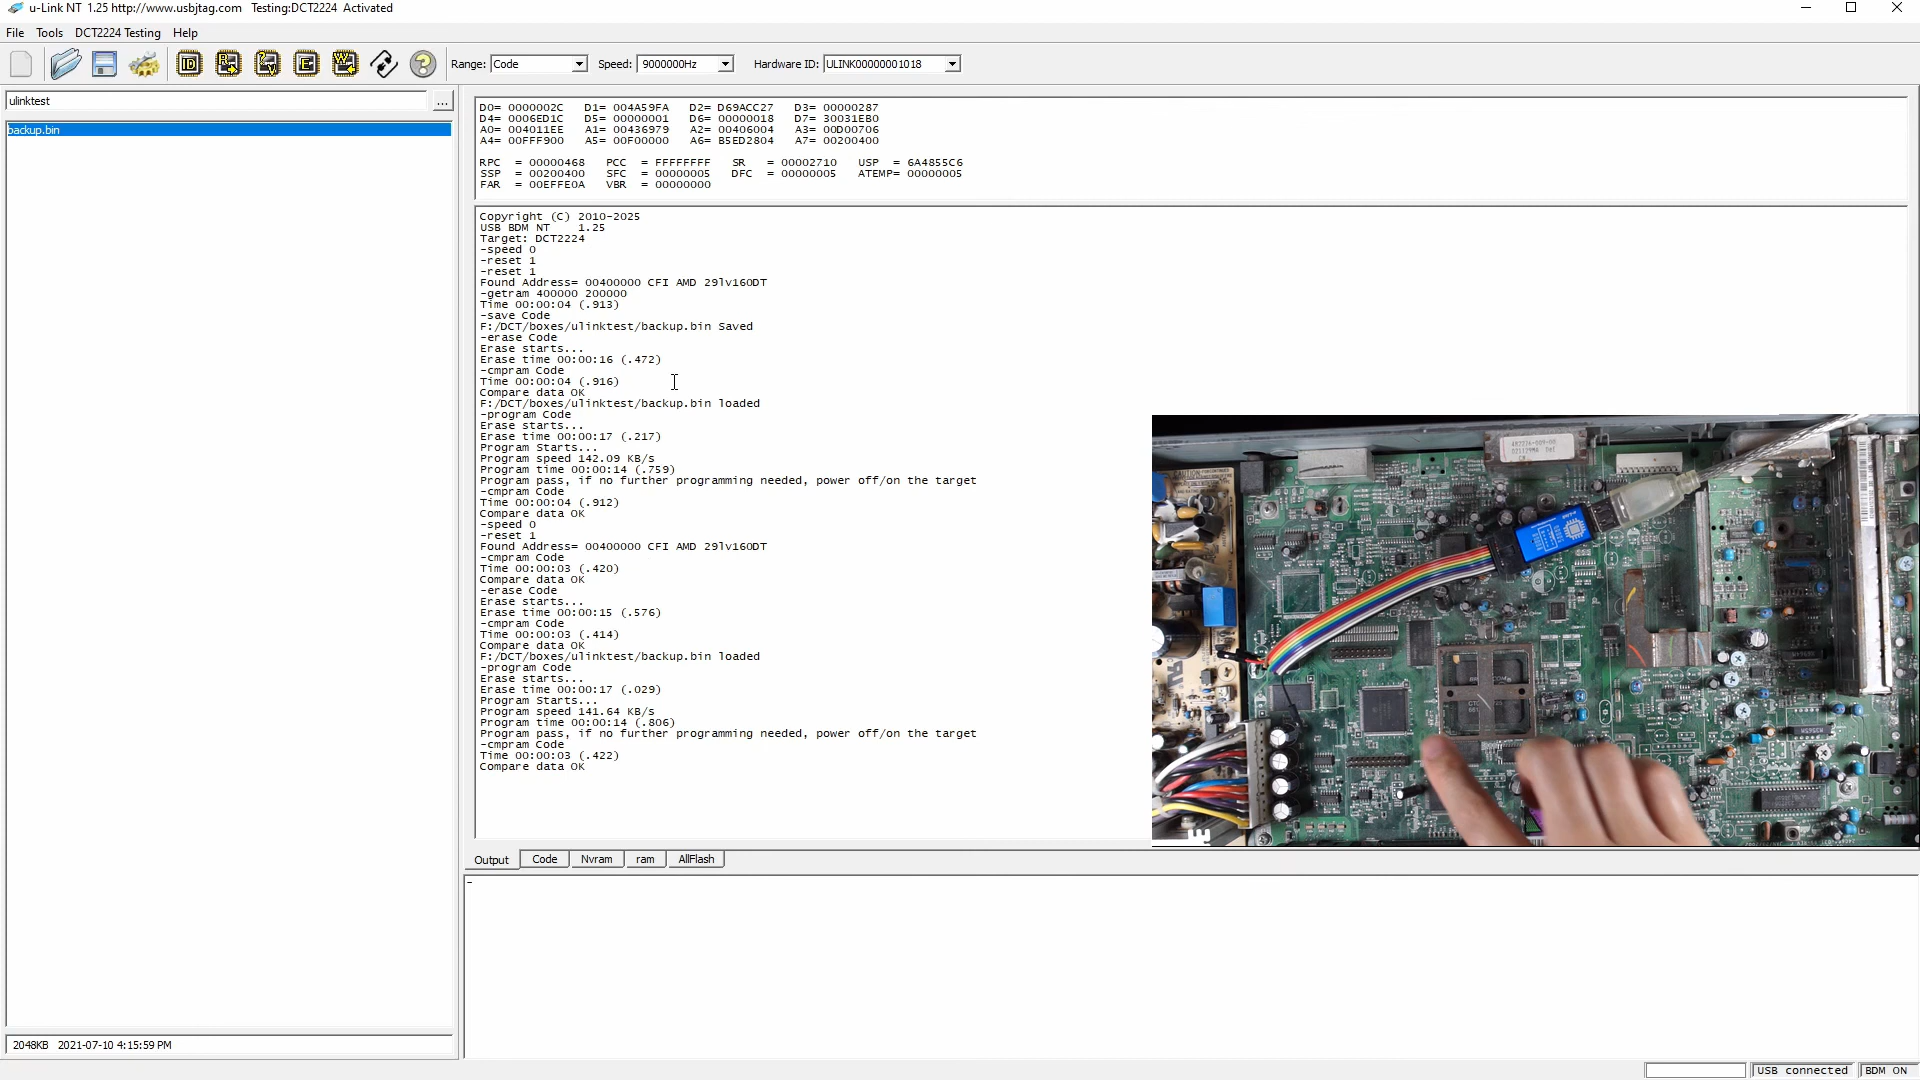 u-Link NT 1.25 http://www.usbjtag.com Testing:DCT2224 Activated
File Tools DCT2224 Testing Help
ID R V E W Range: Code Speed: 9000000Hz Hardware ID: ULINK00000001018
ulinktest ...
backup.bin
D0= 0000002C D1= 004A59FA D2= D69ACC27 D3= 00000287
D4= 0006ED1C D5= 00000001 D6= 00000018 D7= 30031EB0
A0= 004011EE A1= 00436979 A2= 00406004 A3= 00D00706
A4= 00FFF900 A5= 00F00000 A6= B5ED2804 A7= 00200400
RPC = 00000468 PCC = FFFFFFFF SR = 00002710 USP = 6A4855C6
SSP = 00200400 SFC = 00000005 DFC = 00000005 ATEMP= 00000005
FAR = 00EFFE0A VBR = 00000000
Copyright (C) 2010-2025
USB BDM NT 1.25
Target: DCT2224
-speed 0
-reset 1
-reset 1
Found Address= 00400000 CFI AMD 29lv160DT
-getram 400000 200000
Time 00:00:04 (.913)
-save Code
F:/DCT/boxes/ulinktest/backup.bin Saved
-erase Code
Erase starts...
Erase time 00:00:16 (.472)
-cmpram Code
Time 00:00:04 (.916)
Compare data OK
F:/DCT/boxes/ulinktest/backup.bin loaded
-program Code
Erase starts...
Erase time 00:00:17 (.217)
Program Starts...
Program speed 142.09 KB/s
Program time 00:00:14 (.759)
Program pass, if no further programming needed, power off/on the target
-cmpram Code
Time 00:00:04 (.912)
Compare data OK
-speed 0
-reset 1
Found Address= 00400000 CFI AMD 29lv160DT
-cmpram Code
Time 00:00:03 (.420)
Compare data OK
-erase Code
Erase starts...
Erase time 00:00:15 (.576)
-cmpram Code
Time 00:00:03 (.414)
Compare data OK
F:/DCT/boxes/ulinktest/backup.bin loaded
-program Code
Erase starts...
Erase time 00:00:17 (.029)
Program Starts...
Program speed 141.64 KB/s
Program time 00:00:14 (.806)
Program pass, if no further programming needed, power off/on the target
-cmpram Code
Time 00:00:03 (.422)
Compare data OK
Output Code Nvram ram AllFlash
-
2048KB 2021-07-10 4:15:59 PM
USB connected BDM ON